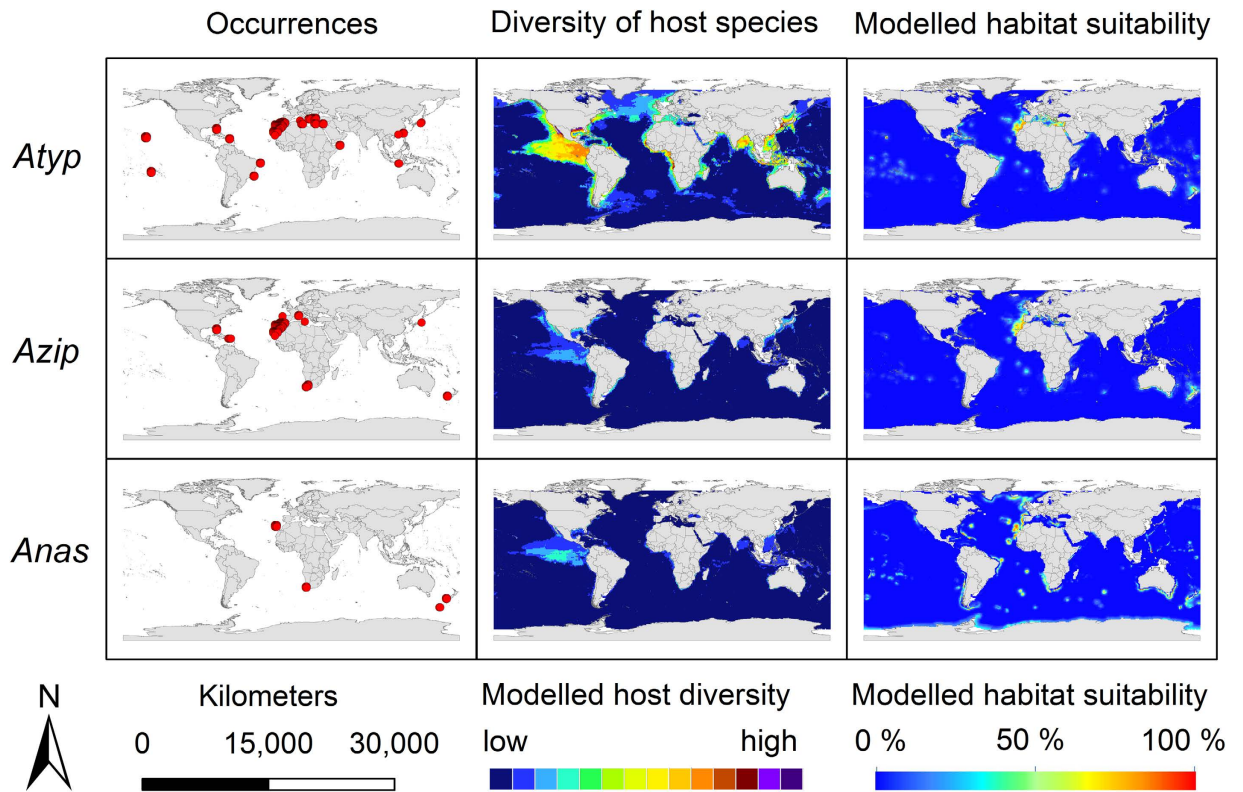 Occurrences
Diversity of host species
Modelled habitat suitability
Atyp
Azip
Anas
N
Kilometers
0 15,000 30,000
Modelled host diversity
low high
Modelled habitat suitability
0 % 50 % 100 %